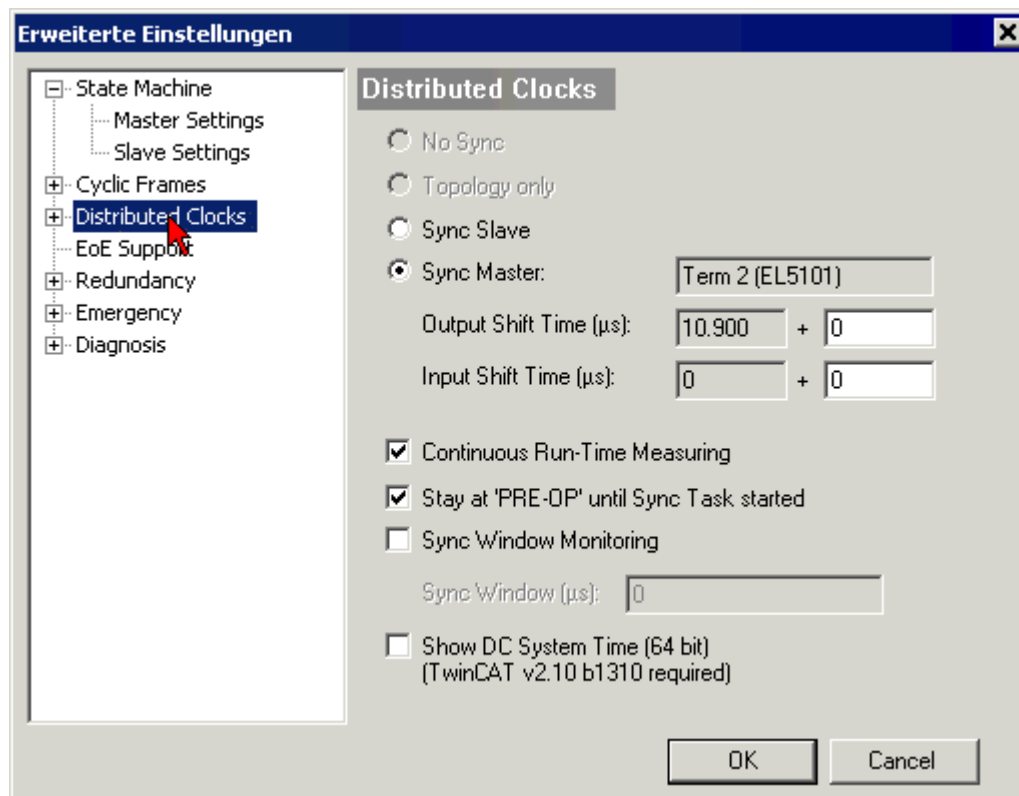 Erweiterte Einstellungen
State Machine
Master Settings
Slave Settings
Cyclic Frames
Distributed Clocks
EoE Support
Redundancy
Emergency
Diagnosis
Distributed Clocks
No Sync
Topology only
Sync Slave
Sync Master: Term 2 (EL5101)
Output Shift Time (µs): 10.900 + 0
Input Shift Time (µs): 0 + 0
Continuous Run-Time Measuring
Stay at 'PRE-OP' until Sync Task started
Sync Window Monitoring
Sync Window (µs): 0
Show DC System Time (64 bit)
(TwinCAT v2.10 b1310 required)
OK Cancel